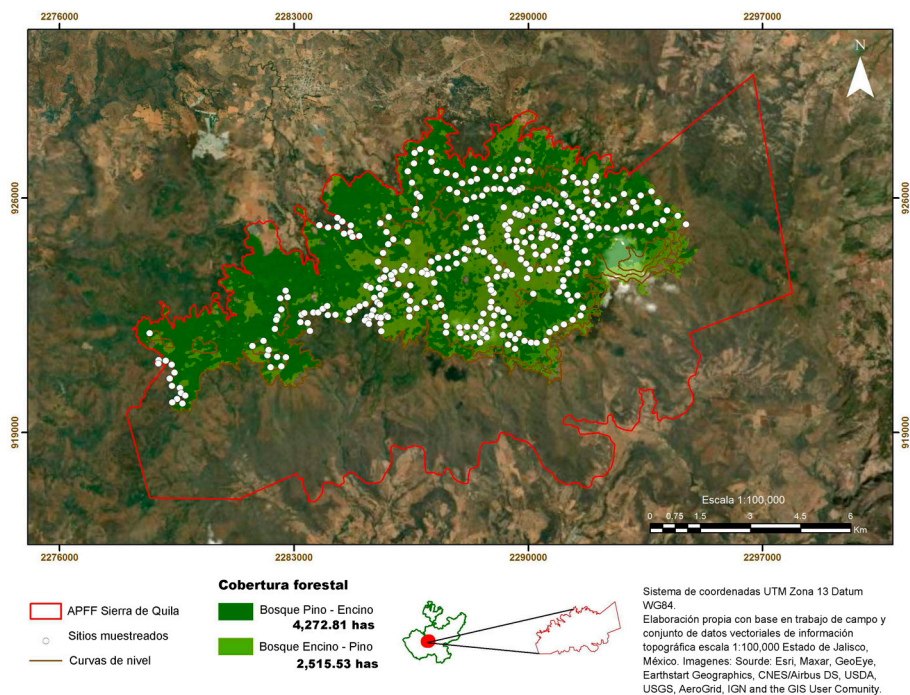 2276000
2283000
2290000
2297000
N
926000
926000
919000
919000
Escala 1:100,000
0 0.75 1.5 3 4.5 6
Km
2276000
2283000
2290000
2297000
Cobertura forestal
APFF Sierra de Quila
Sitios muestreados
Curvas de nivel
Bosque Pino - Encino
4,272.81 has
Bosque Encino - Pino
2,515.53 has
Sistema de coordenadas UTM Zona 13 Datum
WG84.
Elaboración propia con base en trabajo de campo y
conjunto de datos vectoriales de información
topográfica escala 1:100,000 Estado de Jalisco,
México. Imagenes: Sourde: Esri, Maxar, GeoEye,
Earthstart Geographics, CNES/Airbus DS, USDA,
USGS, AeroGrid, IGN and the GIS User Comunity.